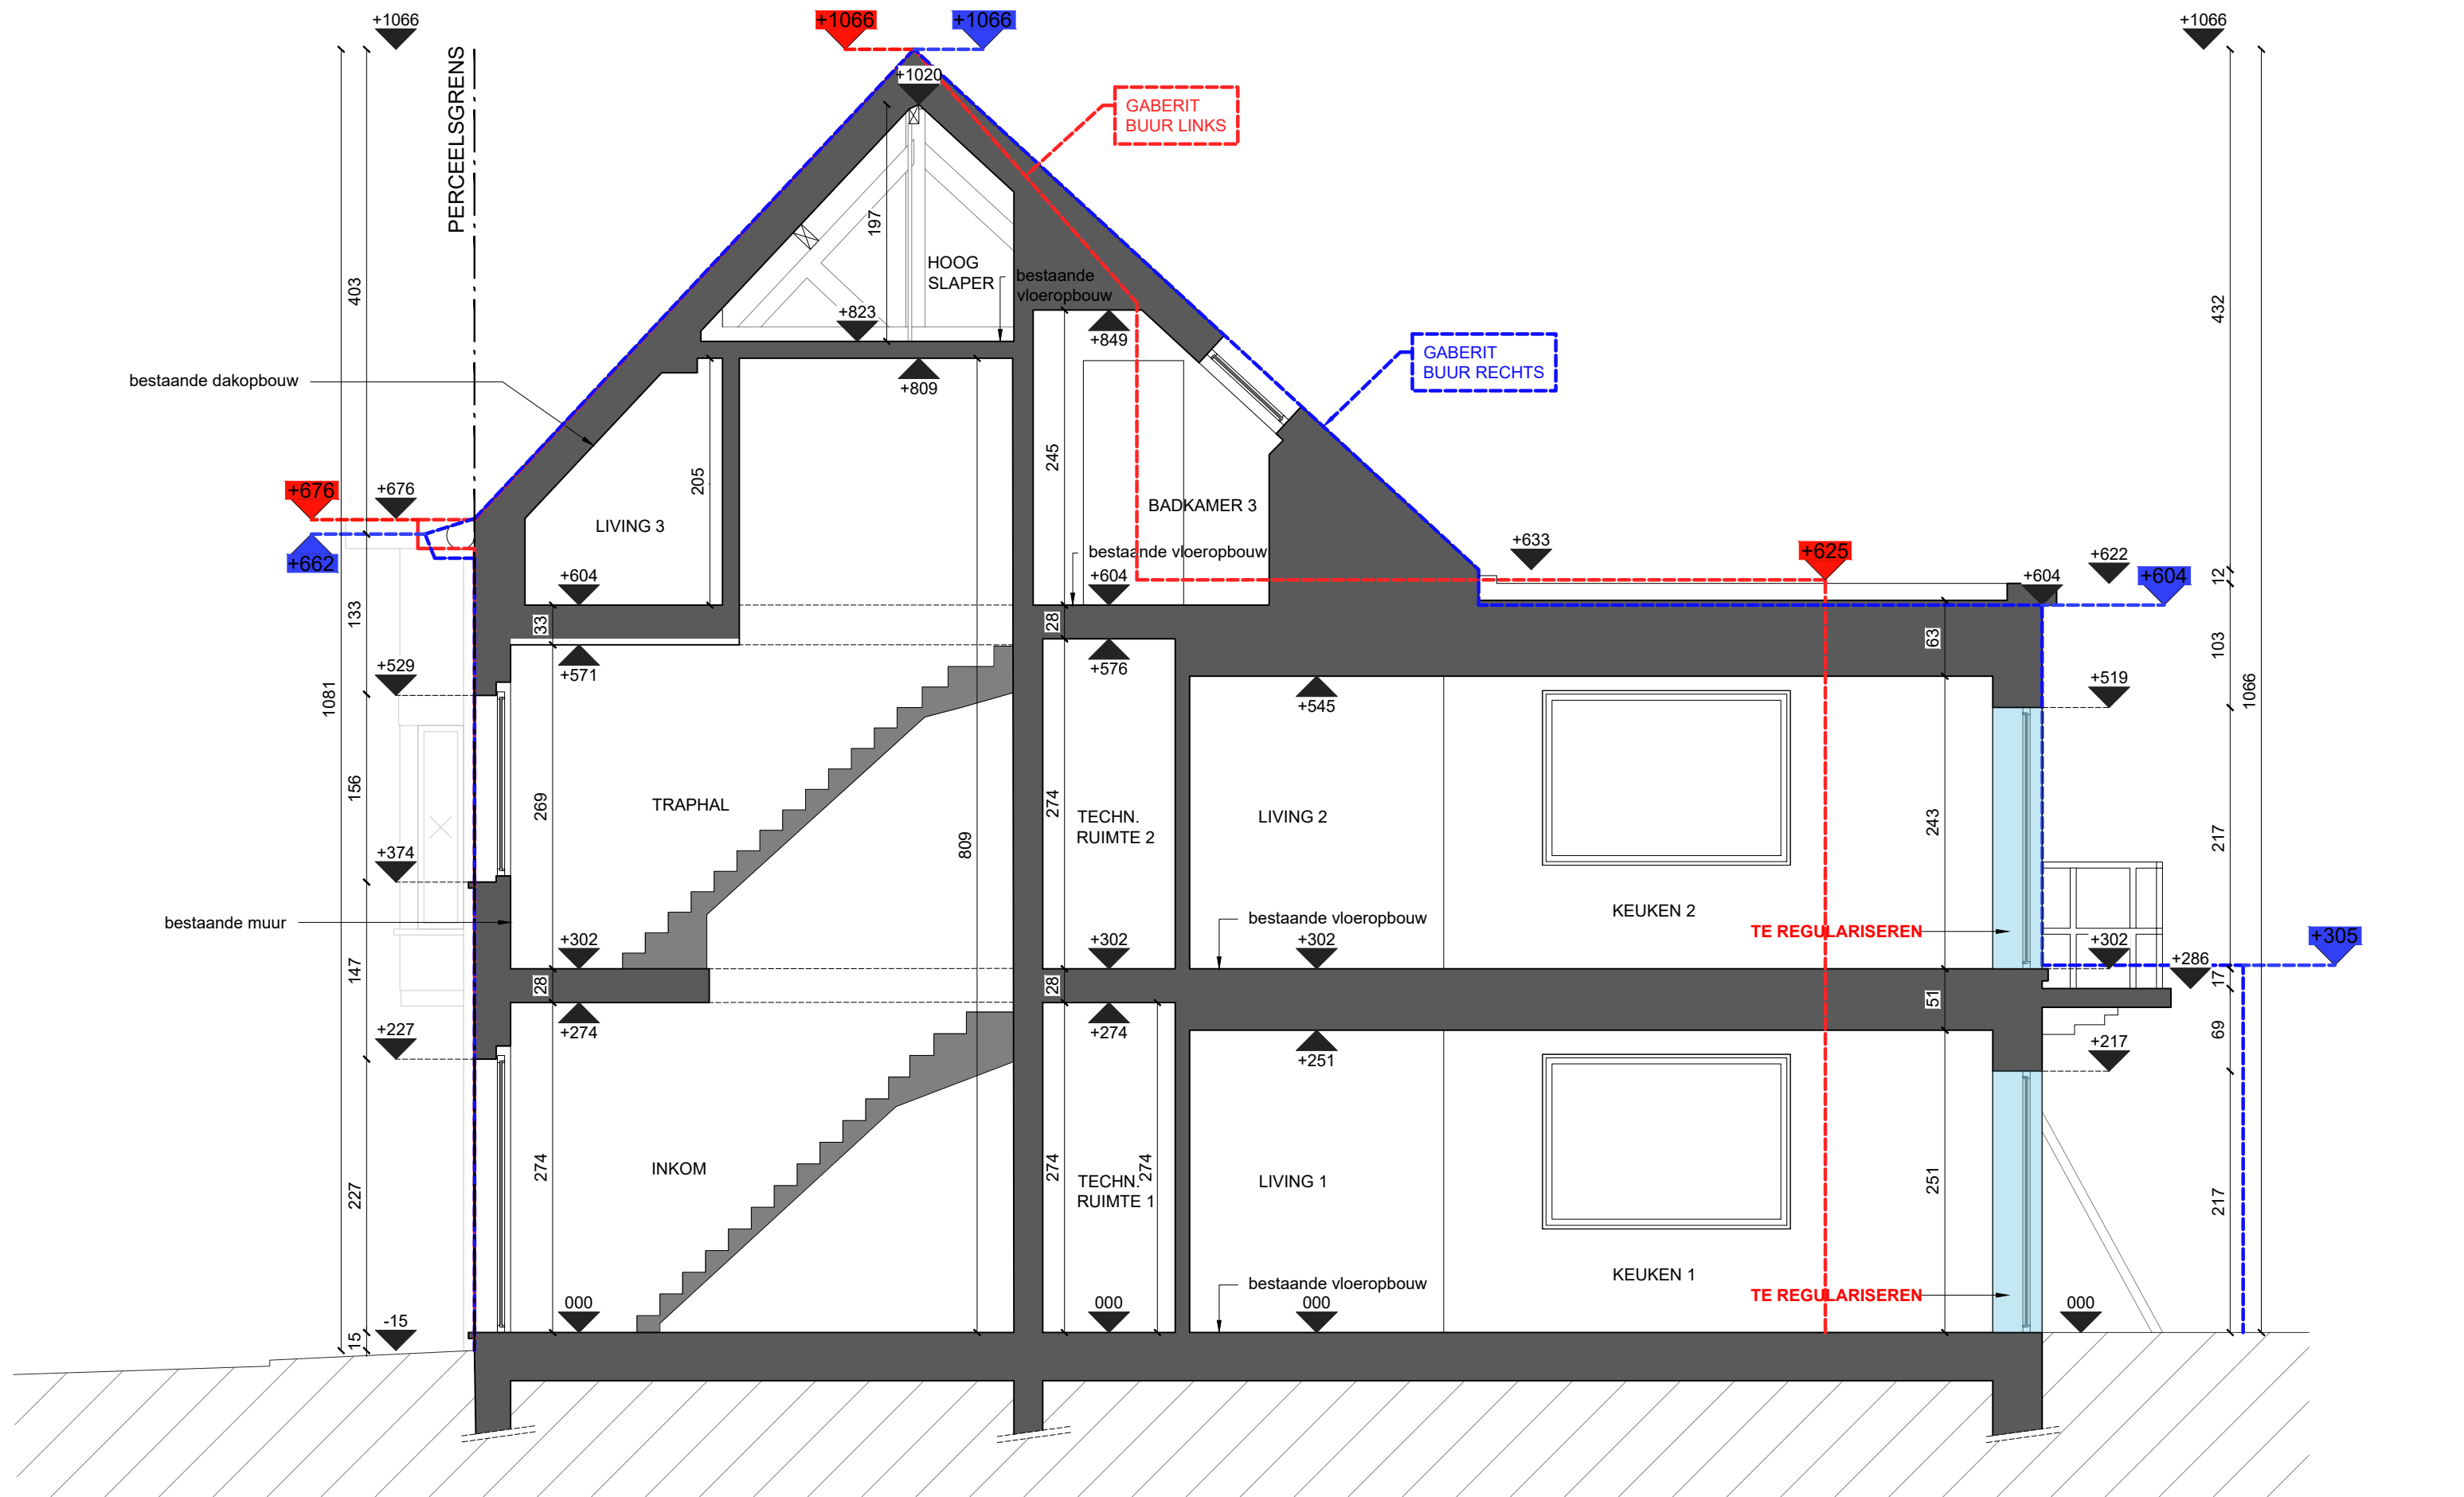 +1066
+1066
+1066
+1066
PERCEELSGRENS
+1020
GABERIT
BUUR LINKS
403
197
HOOG
SLAPER
bestaande
vloeropbouw
432
+823
+849
GABERIT
BUUR RECHTS
bestaande dakopbouw
+809
205
245
+676
+676
LIVING 3
BADKAMER 3
+662
+633
+625
+622
bestaande vloeropbouw
+604
+604
+604
+604
12
133
33
28
63
103
+529
+571
+576
+545
+519
1081
1066
156
269
TRAPHAL
809
274
TECHN.
RUIMTE 2
LIVING 2
243
217
+374
KEUKEN 2
bestaande muur
bestaande vloeropbouw
TE REGULARISEREN
+302
+302
+302
+302
+305
+286
147
28
28
51
17
+227
+274
+274
+251
69
+217
227
274
INKOM
274
TECHN.
RUIMTE 1
274
LIVING 1
251
217
KEUKEN 1
bestaande vloeropbouw
TE REGULARISEREN
-15
000
000
000
000
15